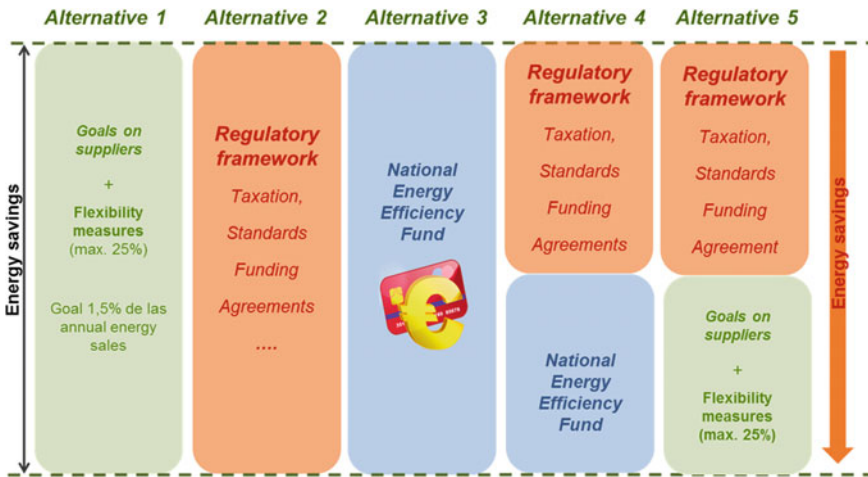 Alternative 1
Alternative 2
Alternative 3
Alternative 4
Alternative 5
Energy savings
Goals on
suppliers
+
Flexibility
measures
(max. 25%)
Goal 1,5% de las
annual energy
sales
Regulatory
framework
Taxation,
Standards
Funding
Agreements
....
National
Energy
Efficiency
Fund
€
Regulatory
framework
Taxation,
Standards
Funding
Agreements
National
Energy
Efficiency
Fund
Regulatory
framework
Taxation,
Standards
Funding
Agreement
Goals on
suppliers
+
Flexibility
measures
(max. 25%)
Energy savings